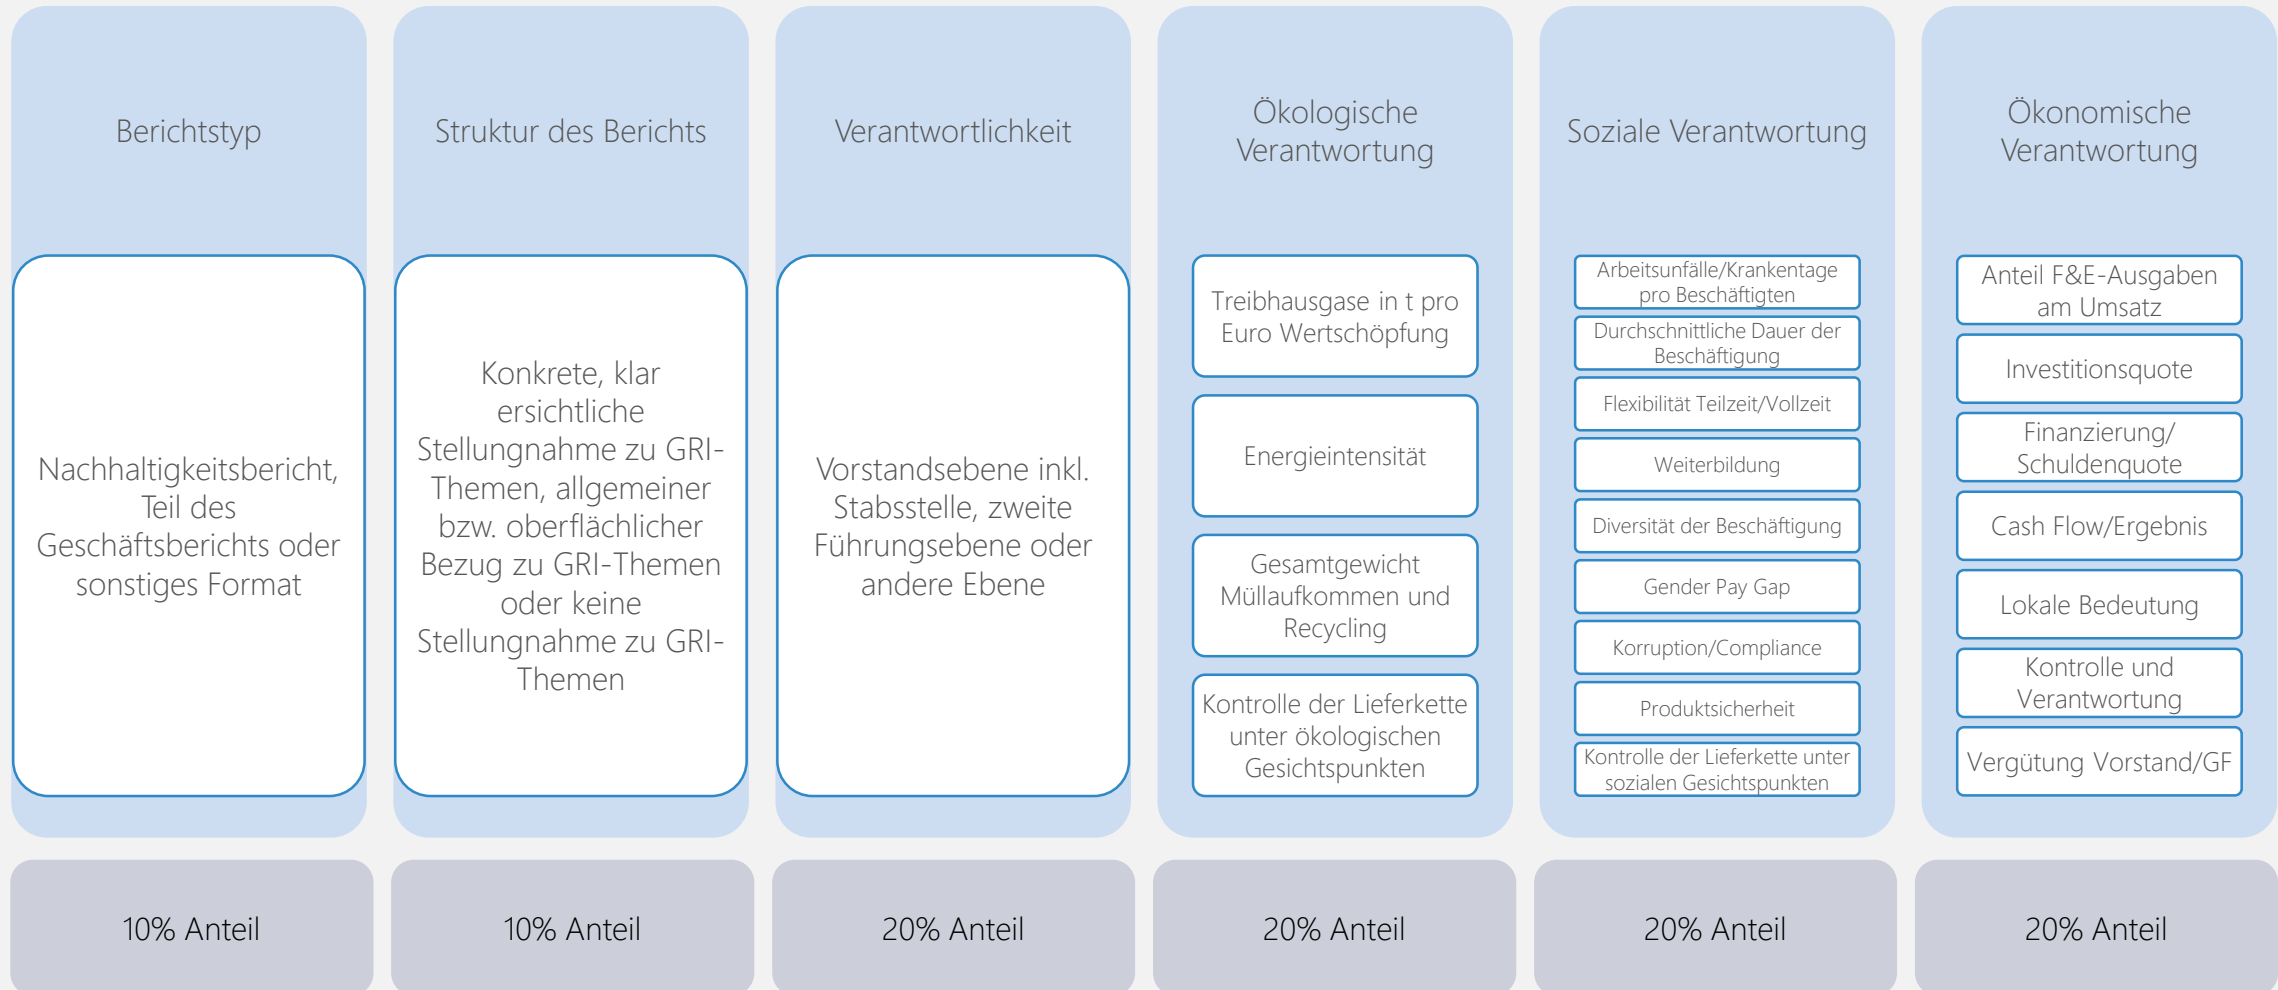 Berichtstyp
Nachhaltigkeitsbericht,
Teil des
Geschäftsberichts oder
sonstiges Format
10% Anteil
Struktur des Berichts
Konkrete, klar
ersichtliche
Stellungnahme zu GRI-
Themen, allgemeiner
bzw. oberflächlicher
Bezug zu GRI-Themen
oder keine
Stellungnahme zu GRI-
Themen
10% Anteil
Verantwortlichkeit
Vorstandsebene inkl.
Stabsstelle, zweite
Führungsebene oder
andere Ebene
20% Anteil
Ökologische
Verantwortung
Treibhausgase in t pro
Euro Wertschöpfung
Energieintensität
Gesamtgewicht
Müllaufkommen und
Recycling
Kontrolle der Lieferkette
unter ökologischen
Gesichtspunkten
20% Anteil
Soziale Verantwortung
Arbeitsunfälle/Krankentage
pro Beschäftigten
Durchschnittliche Dauer der
Beschäftigung
Flexibilität Teilzeit/Vollzeit
Weiterbildung
Diversität der Beschäftigung
Gender Pay Gap
Korruption/Compliance
Produktsicherheit
Kontrolle der Lieferkette unter
sozialen Gesichtspunkten
20% Anteil
Ökonomische
Verantwortung
Anteil F&E-Ausgaben
am Umsatz
Investitionsquote
Finanzierung/
Schuldenquote
Cash Flow/Ergebnis
Lokale Bedeutung
Kontrolle und
Verantwortung
Vergütung Vorstand/GF
20% Anteil